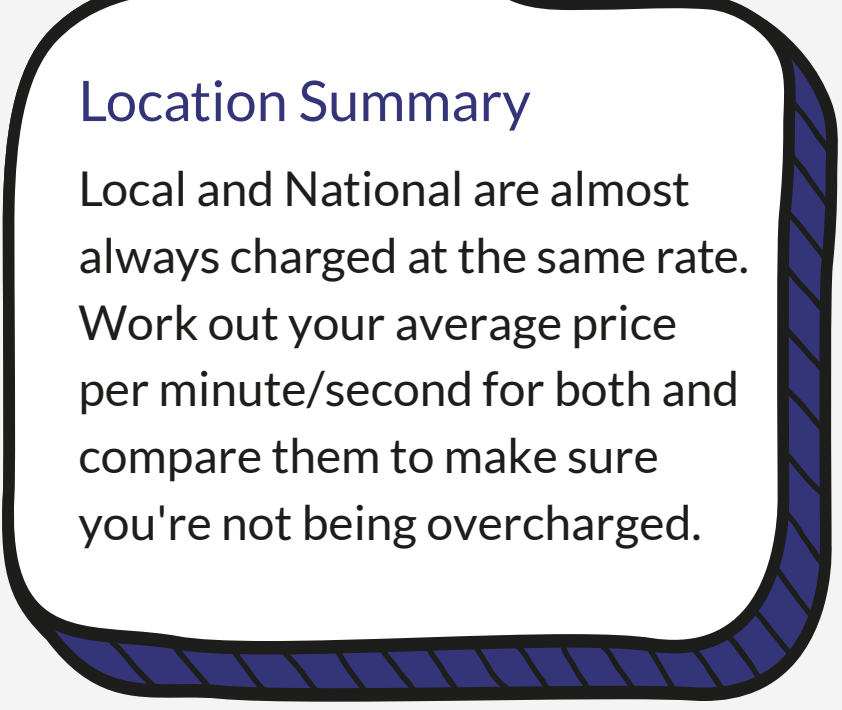 Location Summary
Local and National are almost
always charged at the same rate.
Work out your average price
per minute/second for both and
compare them to make sure
you're not being overcharged.